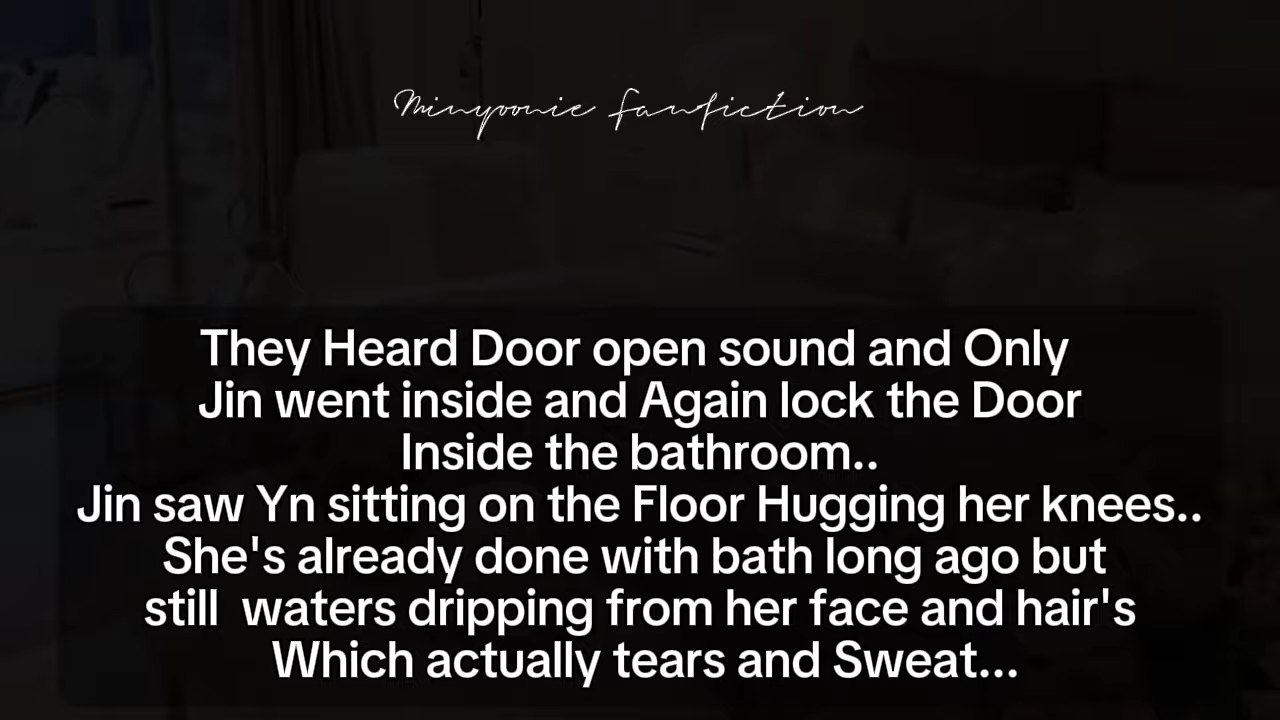 Minyoonie fanfiction
They Heard Door open sound and Only
Jin went inside and Again lock the Door
Inside the bathroom..
Jin saw Yn sitting on the Floor Hugging her knees..
She's already done with bath long ago but
still  waters dripping from her face and hair's
Which actually tears and Sweat...